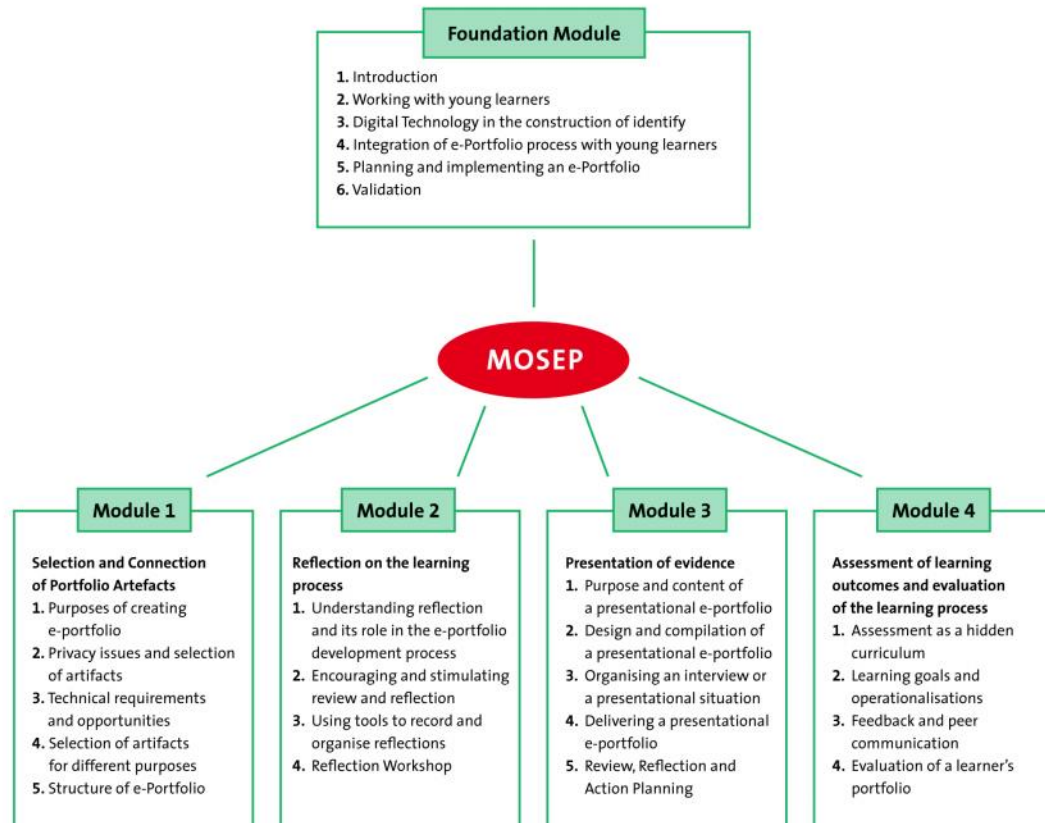 Foundation Module
1. Introduction
2. Working with young learners
3. Digital Technology in the construction of identify
4. Integration of e-Portfolio process with young learners
5. Planning and implementing an e-Portfolio
6. Validation
MOSEP
Module 1
Selection and Connection
of Portfolio Artefacts
1. Purposes of creating
e-portfolio
2. Privacy issues and selection
of artifacts
3. Technical requirements
and opportunities
4. Selection of artifacts
for different purposes
5. Structure of e-Portfolio
Module 2
Reflection on the learning
process
1. Understanding reflection
and its role in the e-portfolio
development process
2. Encouraging and stimulating
review and reflection
3. Using tools to record and
organise reflections
4. Reflection Workshop
Module 3
Presentation of evidence
1. Purpose and content of
a presentational e-portfolio
2. Design and compilation of
a presentational e-portfolio
3. Organising an interview or
a presentational situation
4. Delivering a presentational
e-portfolio
5. Review, Reflection and
Action Planning
Module 4
Assessment of learning
outcomes and evaluation
of the learning process
1. Assessment as a hidden
curriculum
2. Learning goals and
operationalisations
3. Feedback and peer
communication
4. Evaluation of a learner's
portfolio